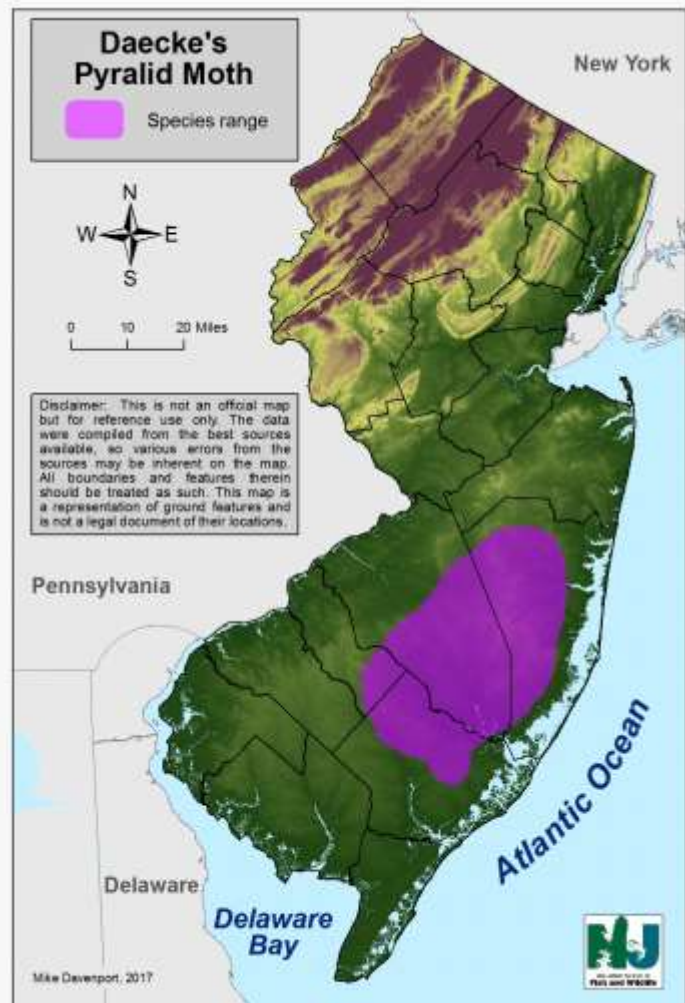 Daecke's
Pyralid Moth
Species range
New York
N
W E
S
0 10 20 Miles
Disclaimer: This is not an official map
but for reference use only. The data
were compiled from the best sources
available, so various errors from the
sources may be inherent on the map.
All boundaries and features therein
should be treated as such. This map is
a representation of ground features and
is not a legal document of their locations.
Pennsylvania
Atlantic Ocean
Delaware
Delaware
Bay
Mike Davenport, 2017
NJ
Fish and Wildlife